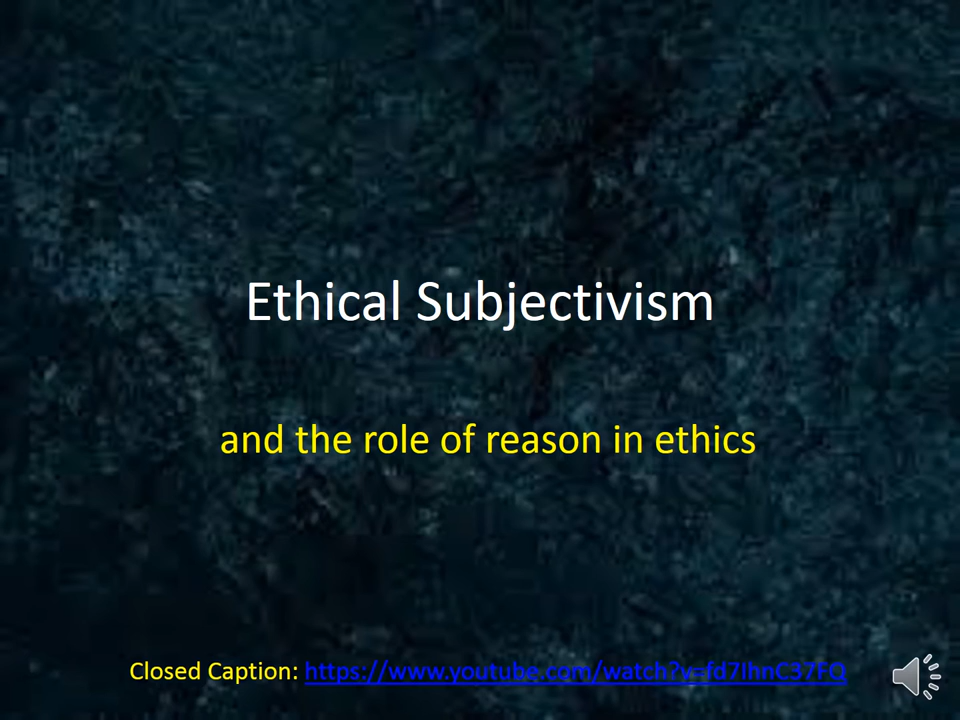 Ethical Subjectivism
and the role of reason in ethics
Closed Caption: https://www.youtube.com/watch?v=fd7IhnC37FQ